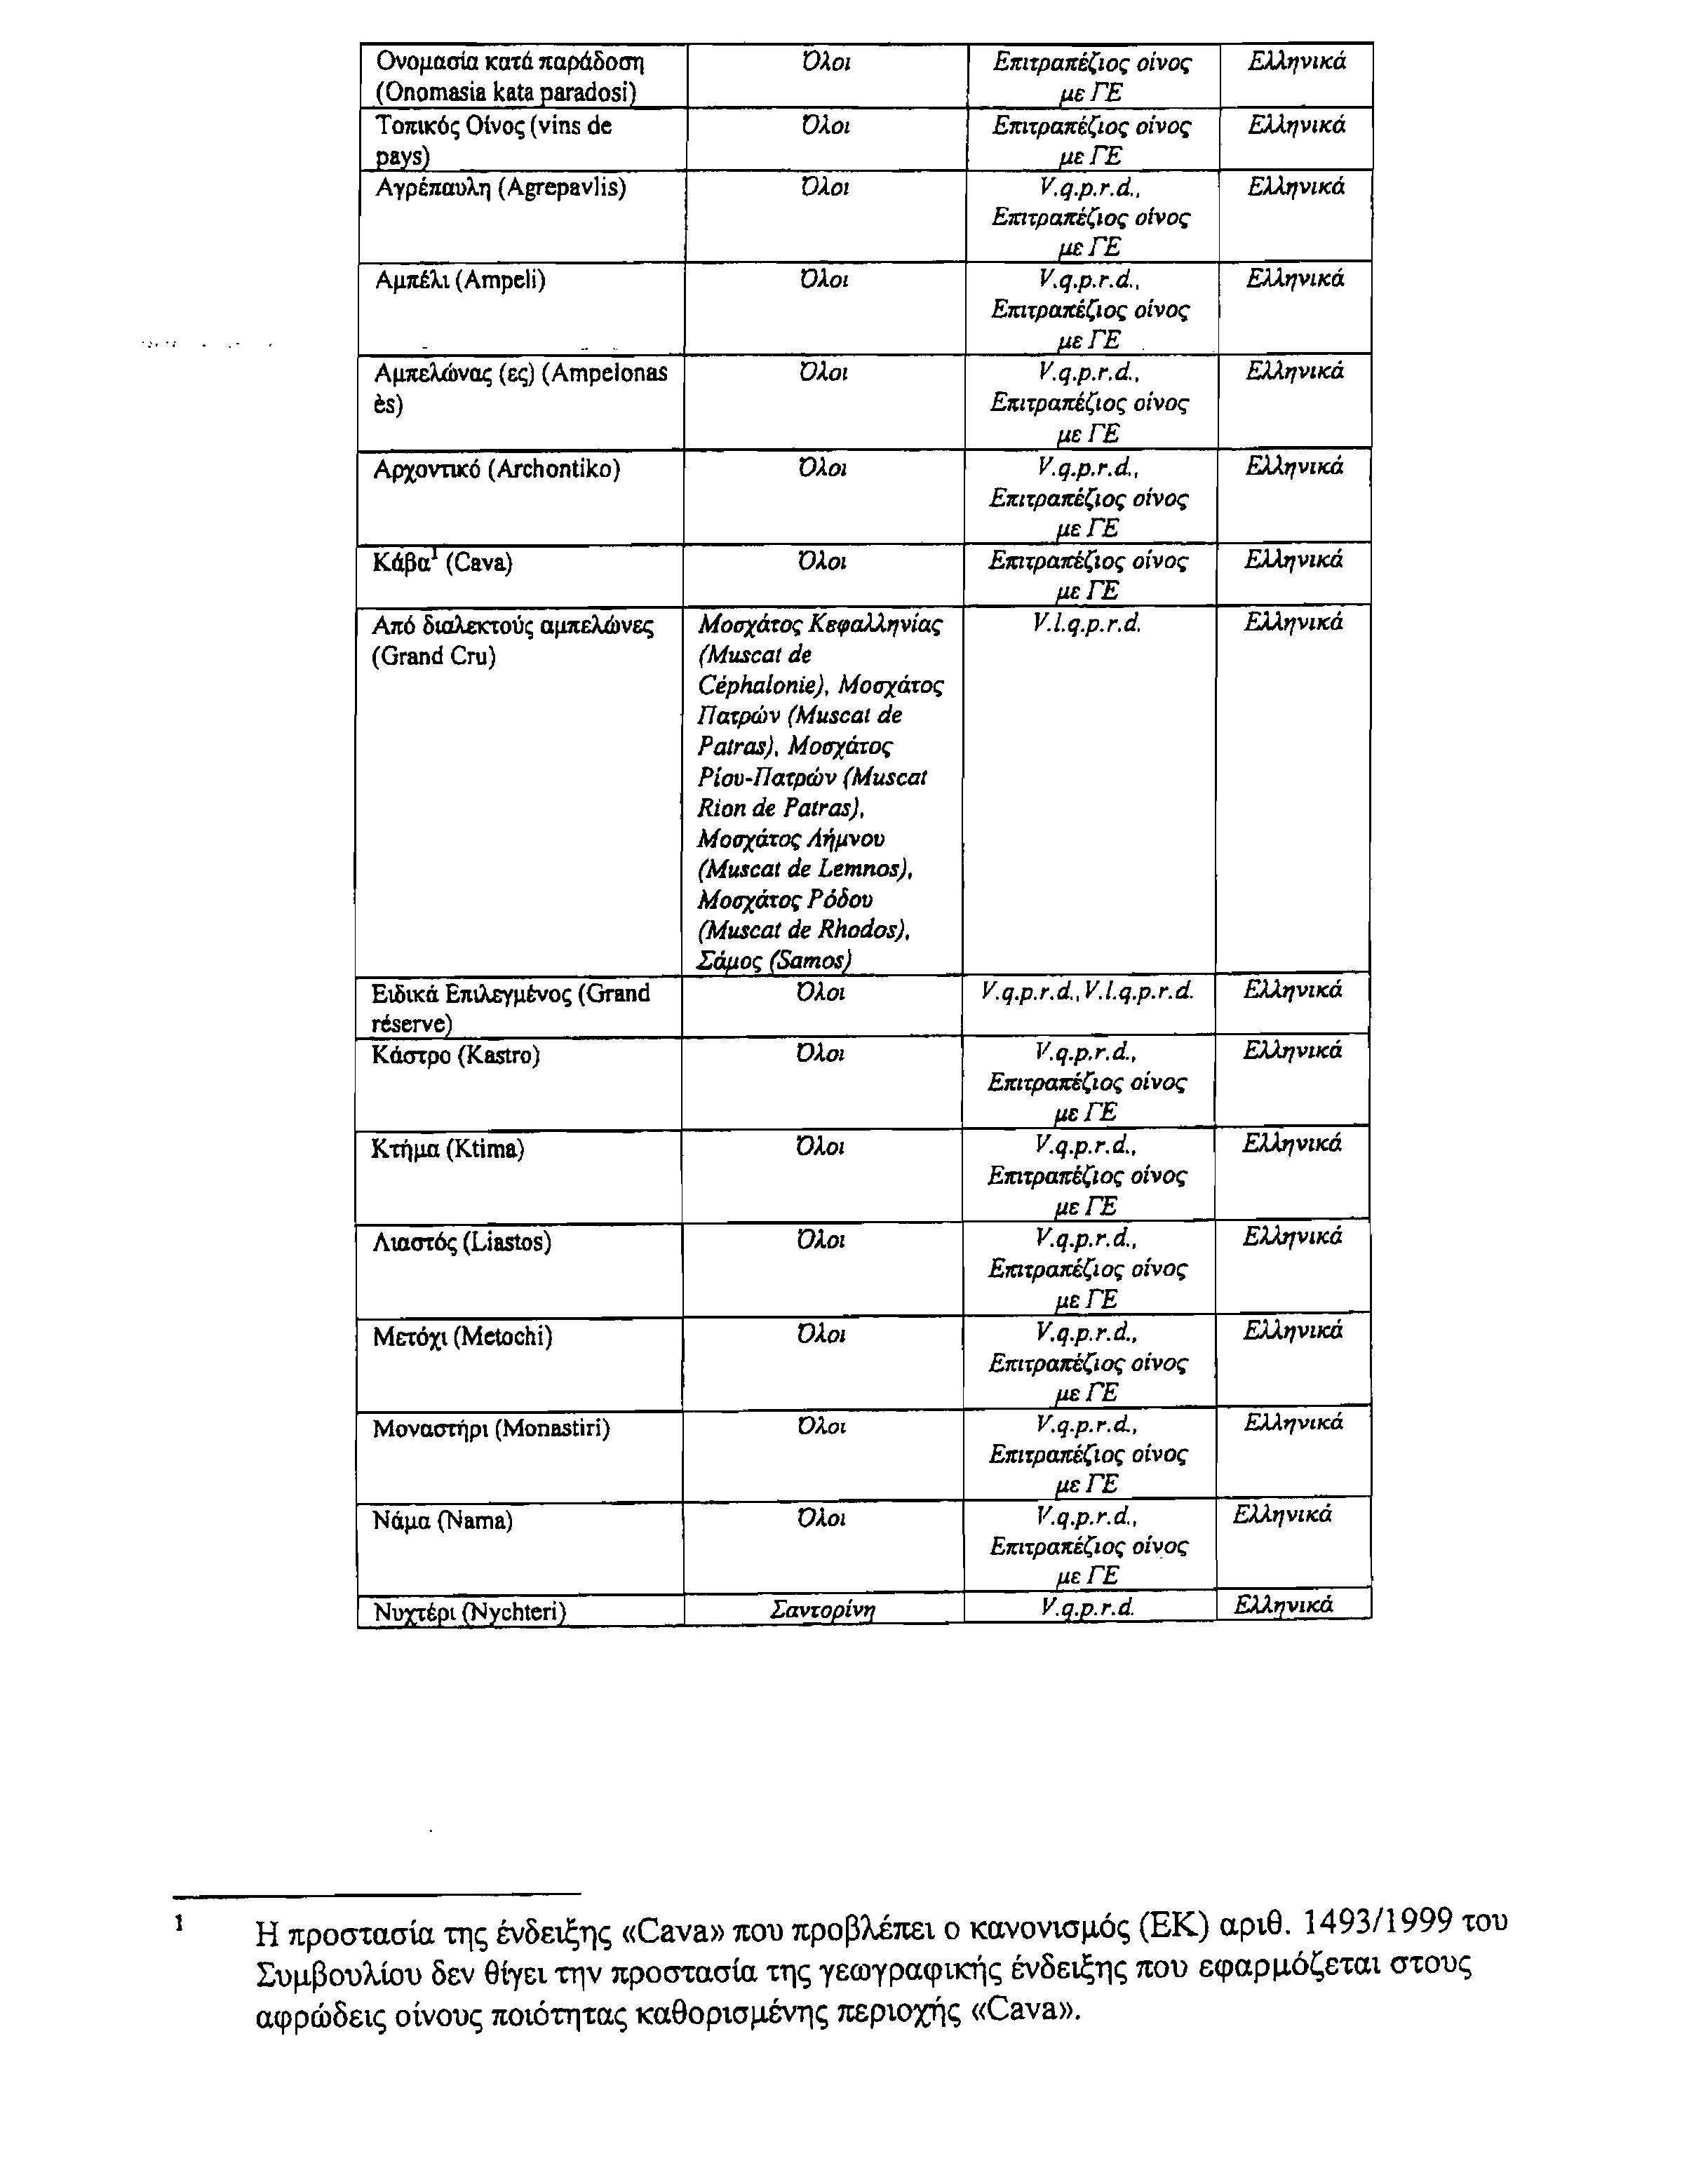 Ονομασία κατά παράδοση Όλοι Επιτραπέζιος οίνος Ελληνικά
(Onomasia kata paradosi) με ΓΕ
Τοπικός Οίνος (vins de Όλοι Επιτραπέζιος οίνος Ελληνικά
pays) με ΓΕ
Αγρέπαυλη (Agrepavlis) Όλοι V.q.p.r.d., Ελληνικά
Επιτραπέζιος οίνος
με ΓΕ
Αμπέλι (Ampeli) Όλοι V.q.p.r.d., Ελληνικά
Επιτραπέζιος οίνος
με ΓΕ
Αμπελώνας (ες) (Ampelonas Όλοι V.q.p.r.d., Ελληνικά
ès) Επιτραπέζιος οίνος
με ΓΕ
Αρχοντικό (Archontiko) Όλοι V.q.p.r.d., Ελληνικά
Επιτραπέζιος οίνος
με ΓΕ
Κάβα¹ (Cava) Όλοι Επιτραπέζιος οίνος Ελληνικά
με ΓΕ
Από διαλεκτούς αμπελώνες Μοσχάτος Κεφαλληνίας V.l.q.p.r.d. Ελληνικά
(Grand Cru) (Muscat de
Céphalonie), Μοσχάτος
Πατρών (Muscat de
Patras), Μοσχάτος
Ρίου-Πατρών (Muscat
Rion de Patras),
Μοσχάτος Λήμνου
(Muscat de Lemnos),
Μοσχάτος Ρόδου
(Muscat de Rhodos),
Σάμος (Samos)
Ειδικά Επιλεγμένος (Grand Όλοι V.q.p.r.d., V.l.q.p.r.d. Ελληνικά
réserve)
Κάστρο (Kastro) Όλοι V.q.p.r.d., Ελληνικά
Επιτραπέζιος οίνος
με ΓΕ
Κτήμα (Ktima) Όλοι V.q.p.r.d., Ελληνικά
Επιτραπέζιος οίνος
με ΓΕ
Λιαστός (Liastos) Όλοι V.q.p.r.d., Ελληνικά
Επιτραπέζιος οίνος
με ΓΕ
Μετόχι (Metochi) Όλοι V.q.p.r.d., Ελληνικά
Επιτραπέζιος οίνος
με ΓΕ
Μοναστήρι (Monastiri) Όλοι V.q.p.r.d., Ελληνικά
Επιτραπέζιος οίνος
με ΓΕ
Νάμα (Nama) Όλοι V.q.p.r.d., Ελληνικά
Επιτραπέζιος οίνος
με ΓΕ
Νυχτέρι (Nychteri) Σαντορίνη V.q.p.r.d. Ελληνικά
1 Η προστασία της ένδειξης «Cava» που προβλέπει ο κανονισμός (ΕΚ) αριθ. 1493/1999 του
Συμβουλίου δεν θίγει την προστασία της γεωγραφικής ένδειξης που εφαρμόζεται στους
αφρώδεις οίνους ποιότητας καθορισμένης περιοχής «Cava».